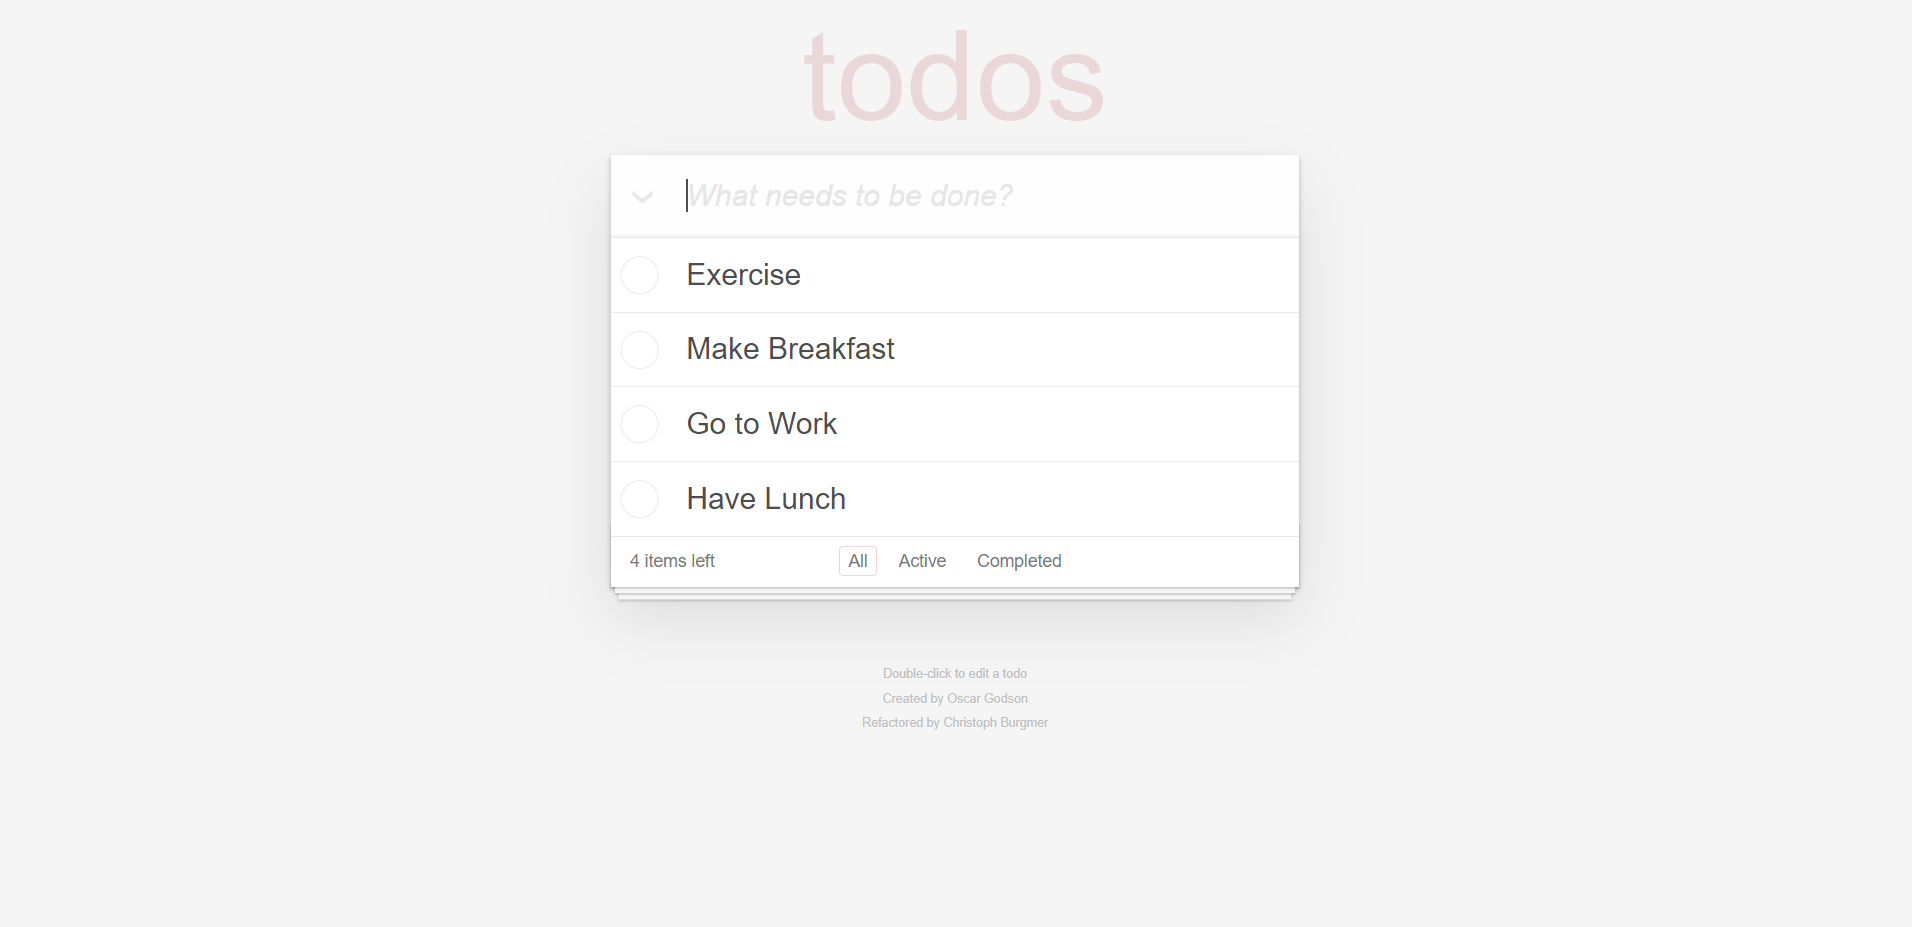 todos
What needs to be done?
Exercise
Make Breakfast
Go to Work
Have Lunch
4 items left All Active Completed
Double-click to edit a todo
Created by Oscar Godson
Refactored by Christoph Burgmer